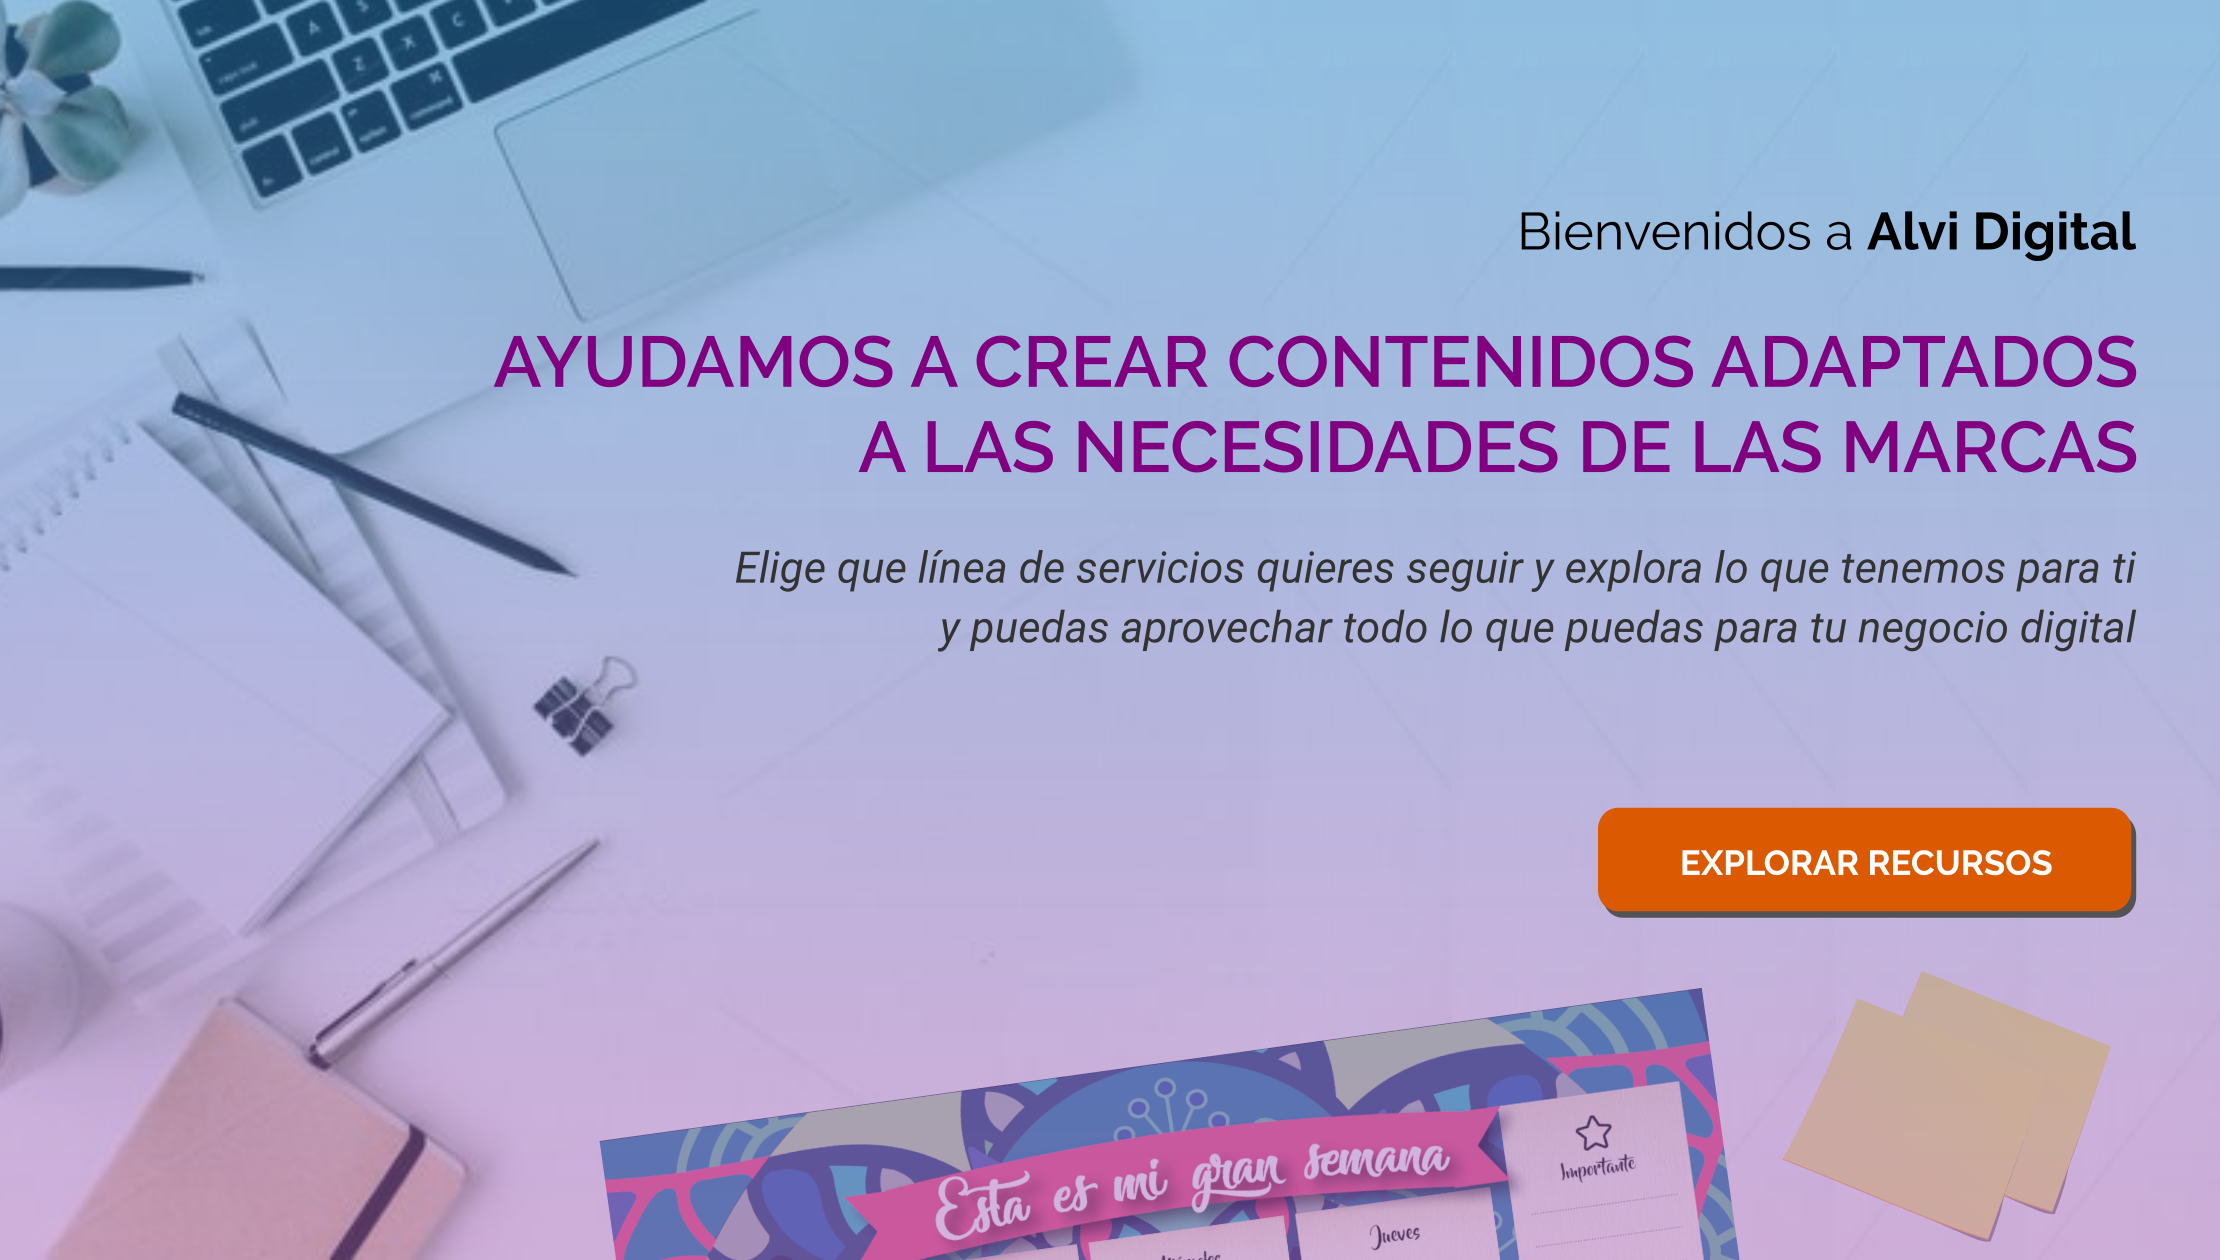 Bienvenidos a Alvi Digital
AYUDAMOS A CREAR CONTENIDOS ADAPTADOS
A LAS NECESIDADES DE LAS MARCAS
Elige que línea de servicios quieres seguir y explora lo que tenemos para ti
y puedas aprovechar todo lo que puedas para tu negocio digital
EXPLORAR RECURSOS
Esta es mi gran semana
Importante
Jueves